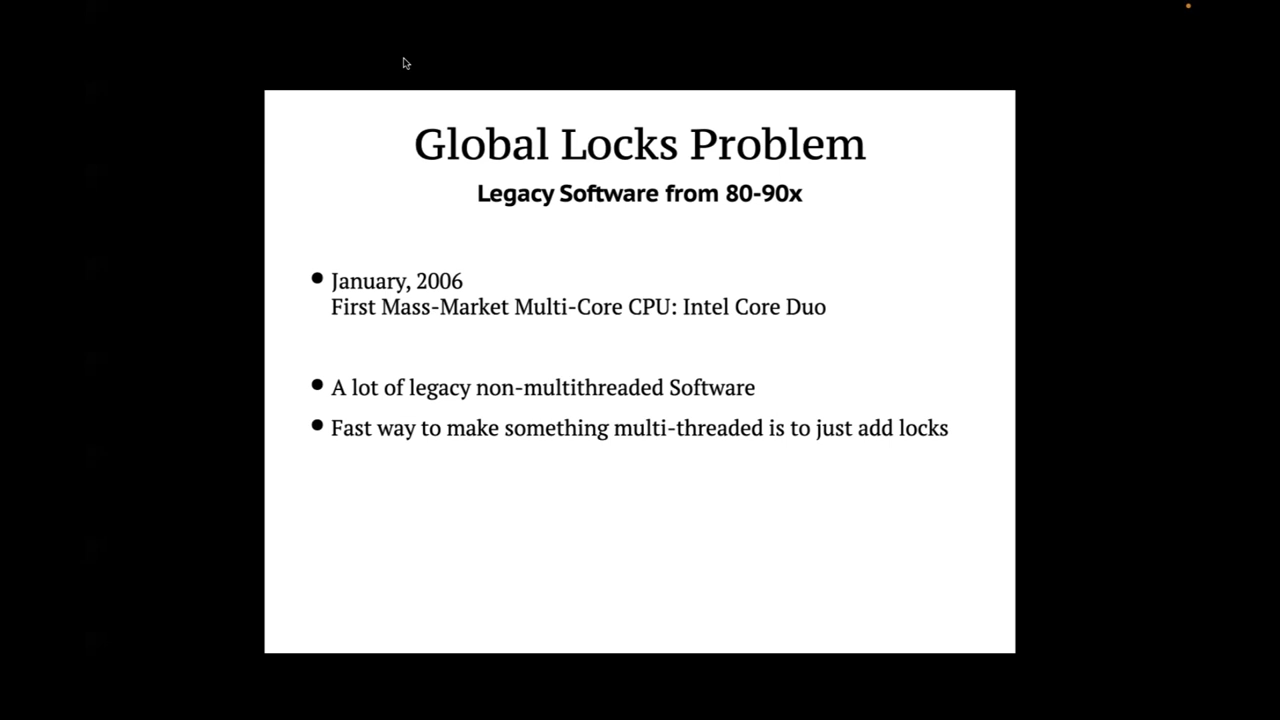 Global Locks Problem
Legacy Software from 80-90x
● January, 2006
First Mass-Market Multi-Core CPU: Intel Core Duo
● A lot of legacy non-multithreaded Software
● Fast way to make something multi-threaded is to just add locks